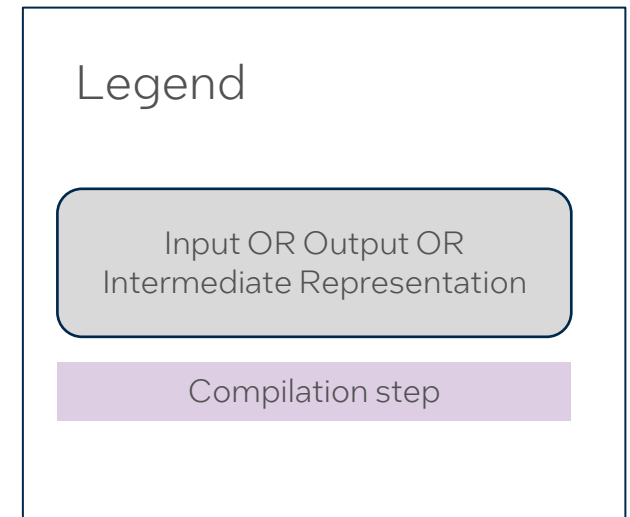 Legend
Input OR Output OR
Intermediate Representation
Compilation step